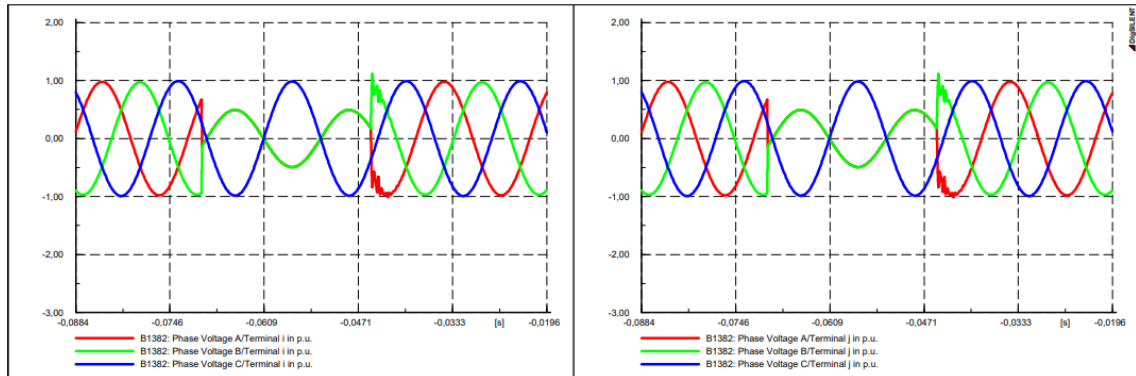 2,00
1,00
0,00
-1,00
-2,00
-3,00
-0,0884 -0,0746 -0,0609 -0,0471 -0,0333 [s] -0,0196
B1382: Phase Voltage A/Terminal i in p.u.
B1382: Phase Voltage B/Terminal i in p.u.
B1382: Phase Voltage C/Terminal i in p.u.
2,00
1,00
0,00
-1,00
-2,00
-3,00
-0,0884 -0,0746 -0,0609 -0,0471 -0,0333 [s] -0,0196
B1382: Phase Voltage A/Terminal j in p.u.
B1382: Phase Voltage B/Terminal j in p.u.
B1382: Phase Voltage C/Terminal j in p.u.
DIgSILENT